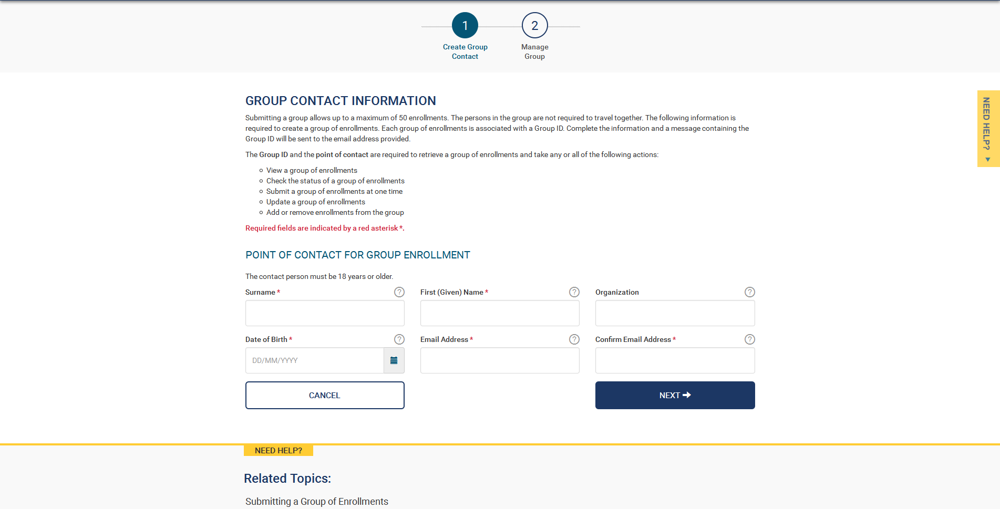 1
2
Create Group
Contact
Manage
Group
GROUP CONTACT INFORMATION
Submitting a group allows up to a maximum of 50 enrollments. The persons in the group are not required to travel together. The following information is
required to create a group of enrollments. Each group of enrollments is associated with a Group ID. Complete the information and a message containing the
Group ID will be sent to the email address provided.
The Group ID and the point of contact are required to retrieve a group of enrollments and take any or all of the following actions:
View a group of enrollments
Check the status of a group of enrollments
Submit a group of enrollments at one time
Update a group of enrollments
Add or remove enrollments from the group
Required fields are indicated by a red asterisk *.
POINT OF CONTACT FOR GROUP ENROLLMENT
The contact person must be 18 years or older.
Surname * ?
First (Given) Name * ?
Organization ?
Date of Birth * ?
Email Address * ?
Confirm Email Address * ?
DD/MM/YYYY
CANCEL
NEXT
NEED HELP?
NEED HELP?
Related Topics:
Submitting a Group of Enrollments